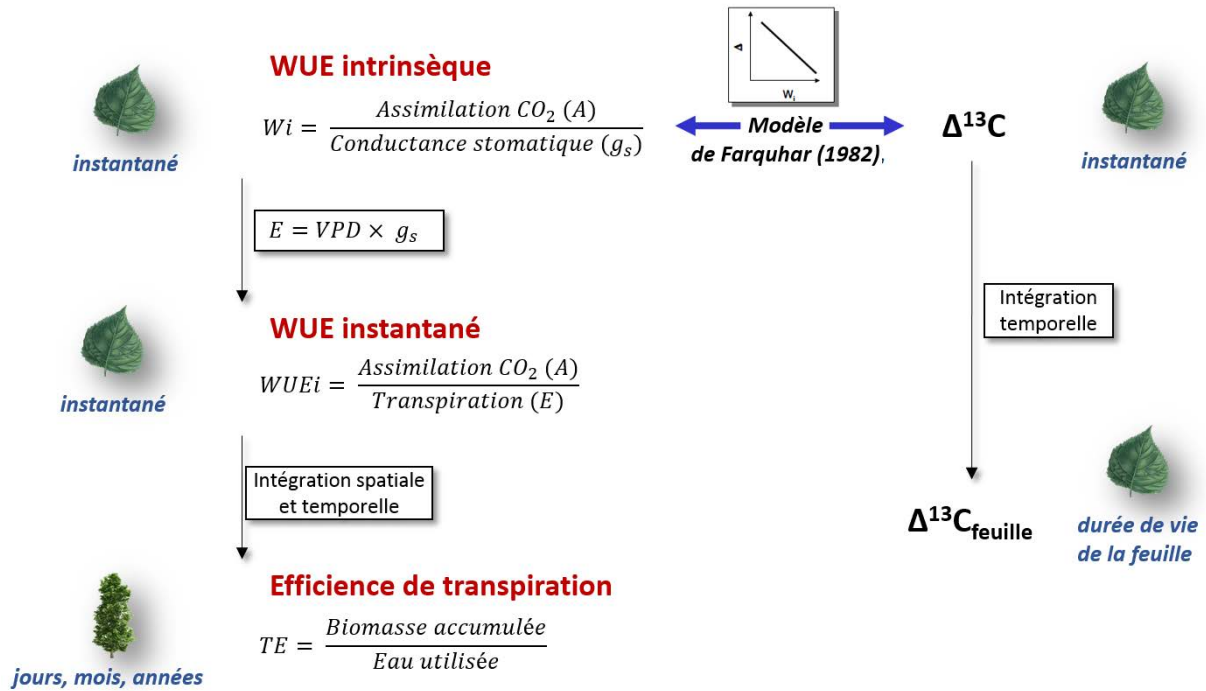 WUE intrinsèque
Wi = Assimilation CO₂ (A)
Conductance stomatique (gₛ)
instantané
Δ
Wᵢ
Modèle
de Farquhar (1982),
Δ¹³C
instantané
E = VPD × gₛ
Intégration
temporelle
WUE instantané
WUEi = Assimilation CO₂ (A)
Transpiration (E)
instantané
Intégration spatiale
et temporelle
Δ¹³C feuille
durée de vie
de la feuille
Efficience de transpiration
TE = Biomasse accumulée
Eau utilisée
jours, mois, années